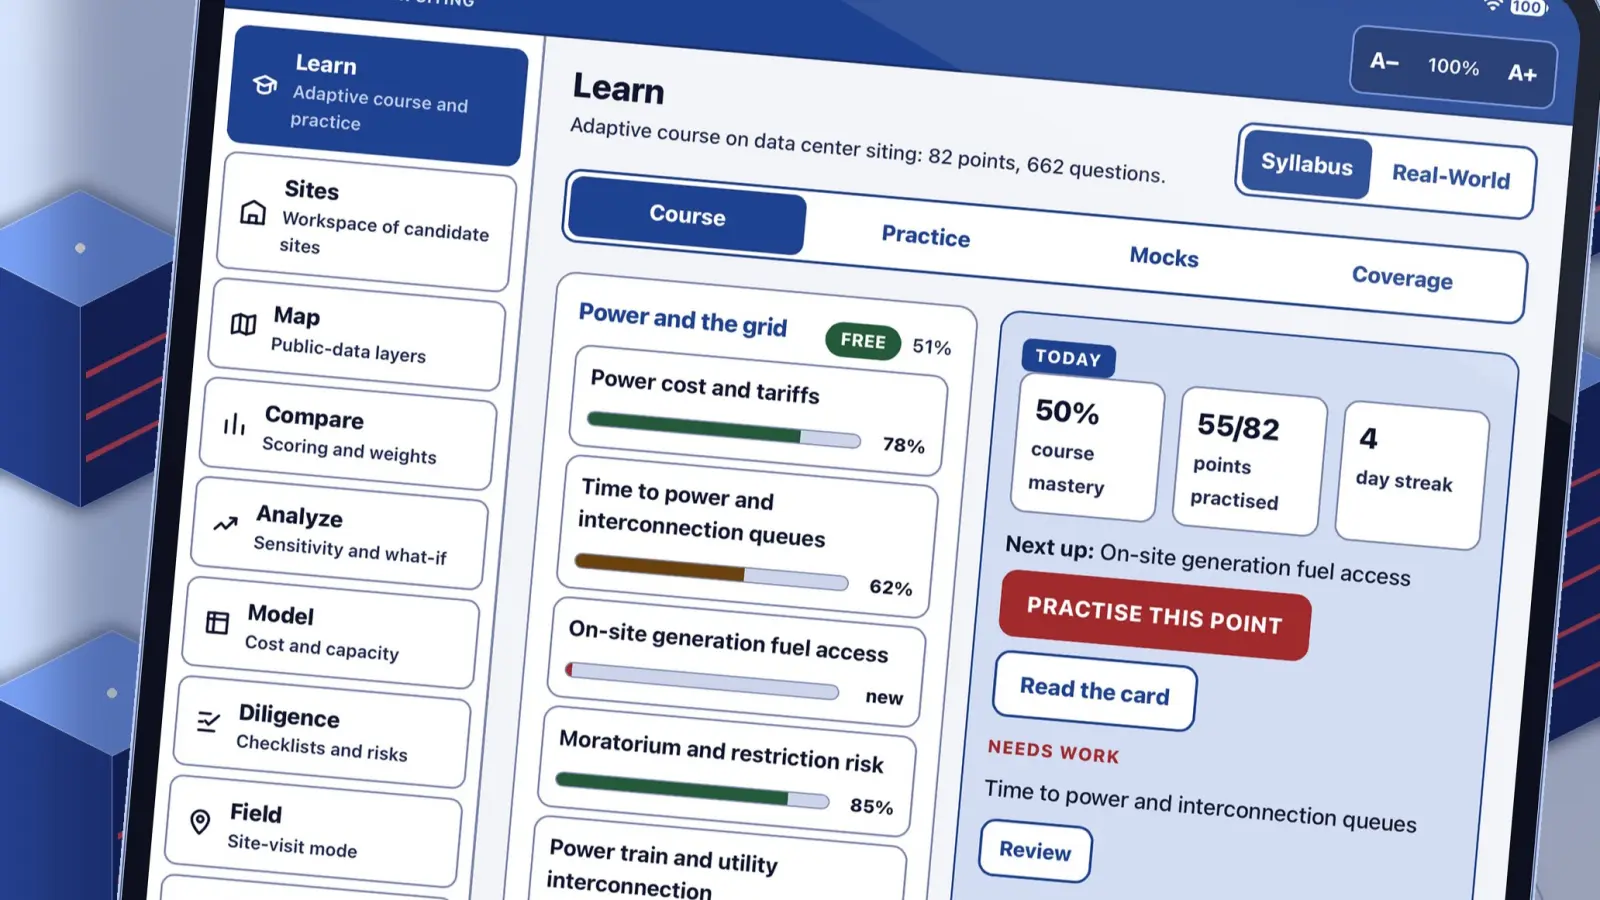 SITING
100
A−
100%
A+
Learn
Adaptive course and
practice
Sites
Workspace of candidate
sites
Map
Public-data layers
Compare
Scoring and weights
Analyze
Sensitivity and what-if
Model
Cost and capacity
Diligence
Checklists and risks
Field
Site-visit mode
Learn
Adaptive course on data center siting: 82 points, 662 questions.
Syllabus
Real-World
Course
Practice
Mocks
Coverage
Power and the grid
FREE
51%
Power cost and tariffs
78%
Time to power and
interconnection queues
62%
On-site generation fuel access
new
Moratorium and restriction risk
85%
Power train and utility
interconnection
TODAY
50%
course
mastery
55/82
points
practised
4
day streak
Next up: On-site generation fuel access
PRACTISE THIS POINT
Read the card
NEEDS WORK
Time to power and interconnection queues
Review